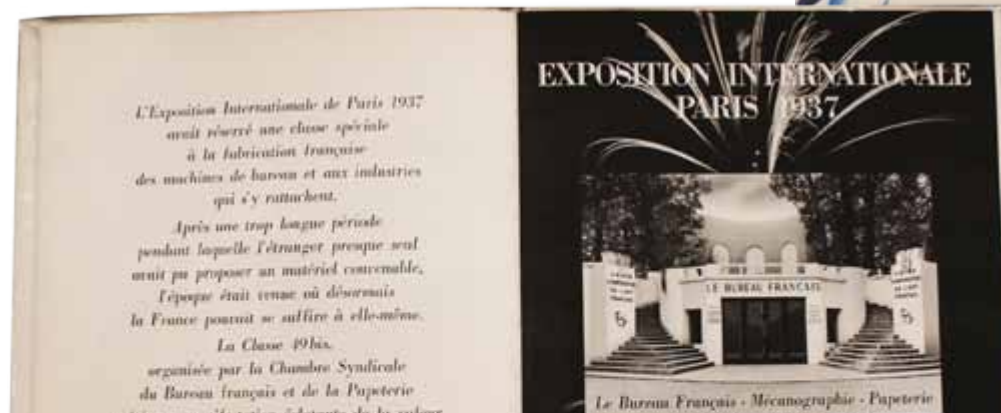 L'Exposition Internationale de Paris 1937
avait réservé une classe spéciale
à la fabrication française
des machines de bureau et aux industries
qui s'y rattachent.
Après une trop longue période
pendant laquelle l'étranger presque seul
avait pu proposer un matériel convenable,
l'époque était venue où désormais
la France pouvait se suffire à elle-même.
La Classe 49 bis,
organisée par la Chambre Syndicale
du Bureau français et de la Papeterie
de la
EXPOSITION INTERNATIONALE
PARIS 1937
LE BUREAU FRANÇAIS
Le Bureau Français - Mécanographie - Papeterie